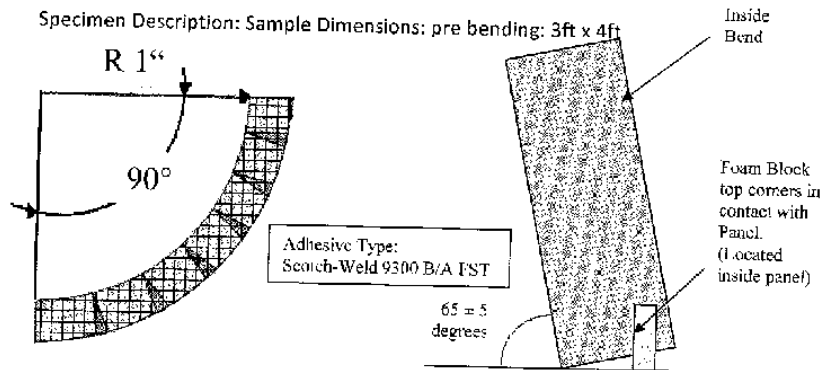 Specimen Description: Sample Dimensions: pre bending: 3ft x 4ft
R 1“
90°
Adhesive Type:
Scotch-Weld 9300 B/A FST
65 ± 5
degrees
Inside
Bend
Foam Block
top corners in
contact with
Panel.
(Located
inside panel)